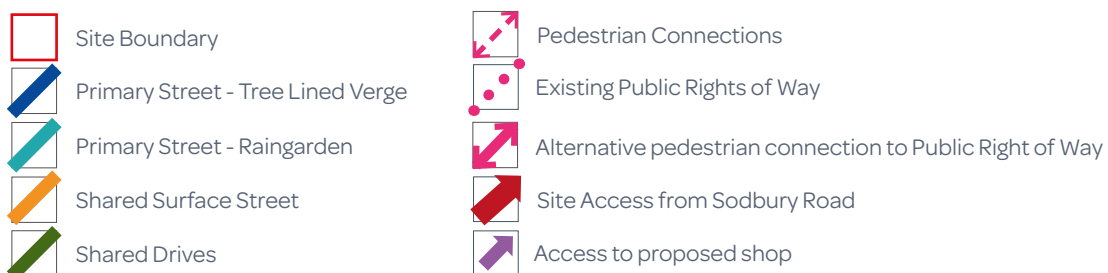 Site Boundary
Primary Street - Tree Lined Verge
Primary Street - Raingarden
Shared Surface Street
Shared Drives
Pedestrian Connections
Existing Public Rights of Way
Alternative pedestrian connection to Public Right of Way
Site Access from Sodbury Road
Access to proposed shop